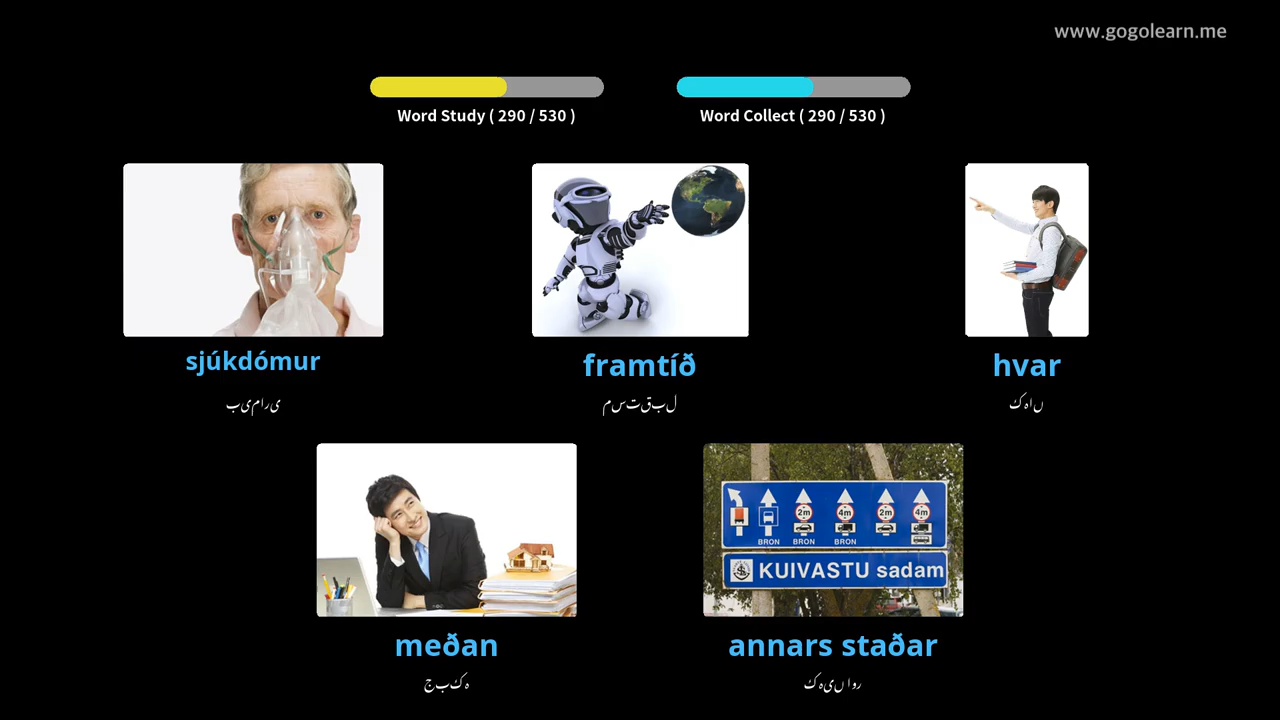 www.gogolearn.me
Word Study ( 290 / 530 )
Word Collect ( 290 / 530 )
sjúkdómur
framtíð
hvar
بیماری
مستقبل
کہاں
2m 4m 2m 4m
BRON BRON BRON
KUIVASTU sadam
meðan
annars staðar
جبکہ
کہیں اور